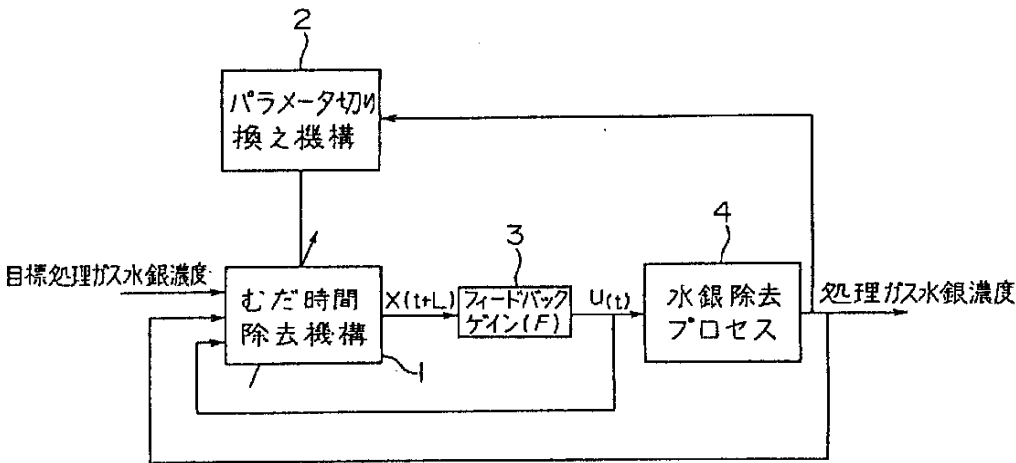 2
パラメータ切り
換え機構
4
3
目標処理ガス水銀濃度
むだ時間
除去機構
X(t+L)
フィードバック
ゲイン(F)
U(t)
水銀除去
プロセス
処理ガス水銀濃度
1